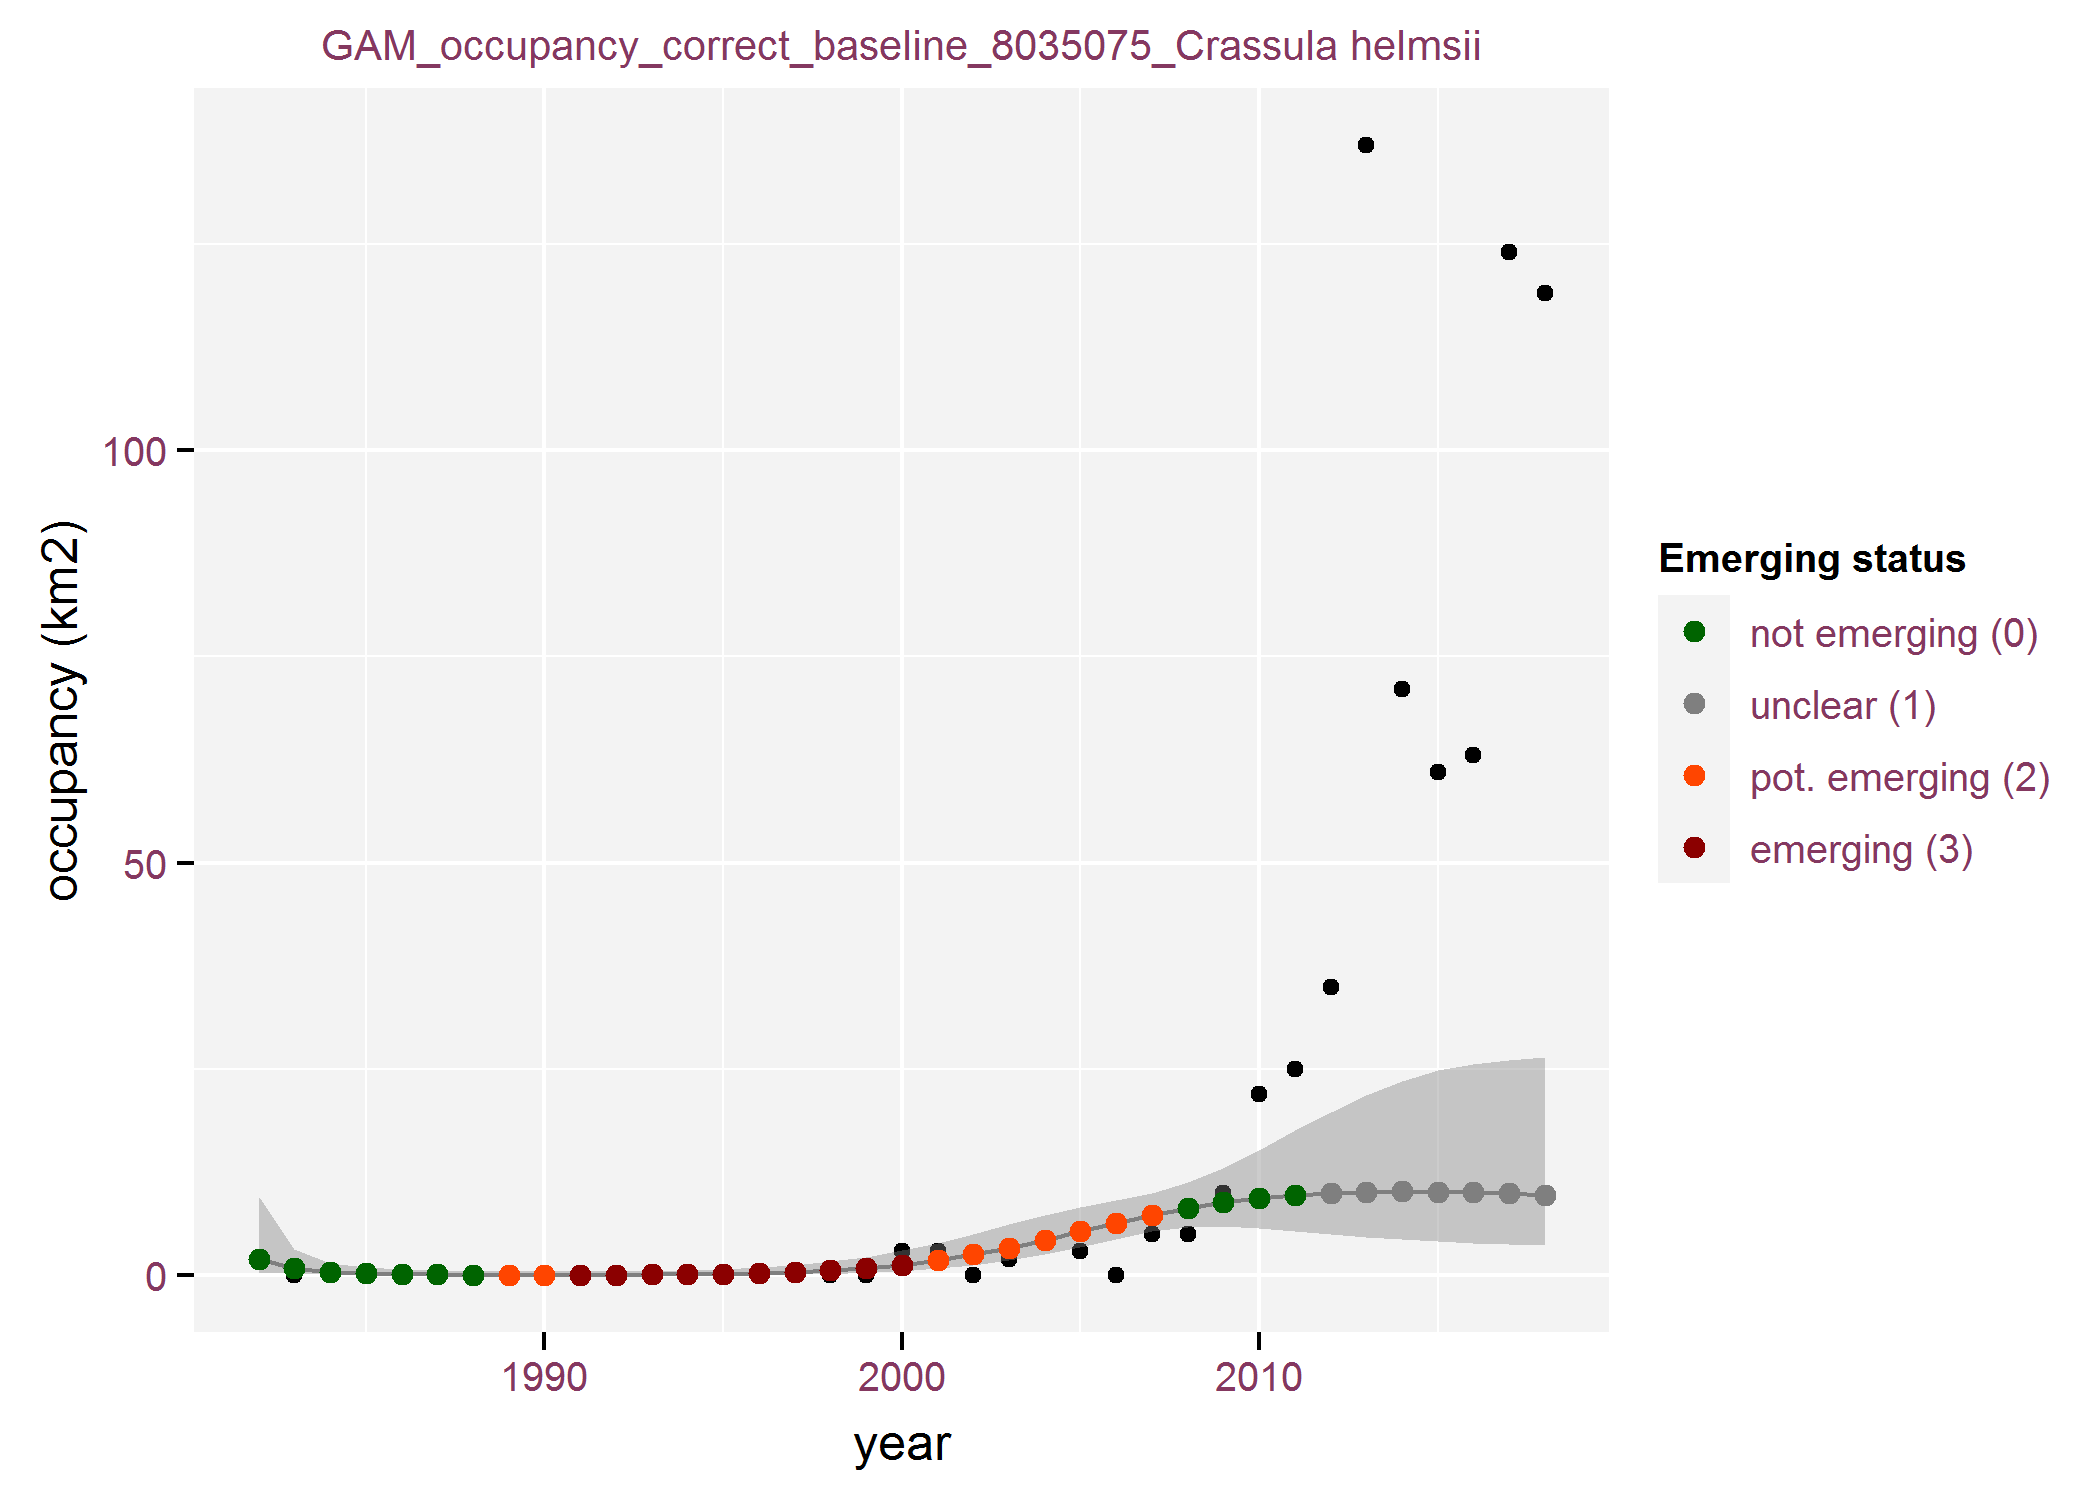 GAM_occupancy_correct_baseline_8035075_Crassula helmsii
occupancy (km2)
100
50
0
1990
2000
2010
year
Emerging status
not emerging (0)
unclear (1)
pot. emerging (2)
emerging (3)